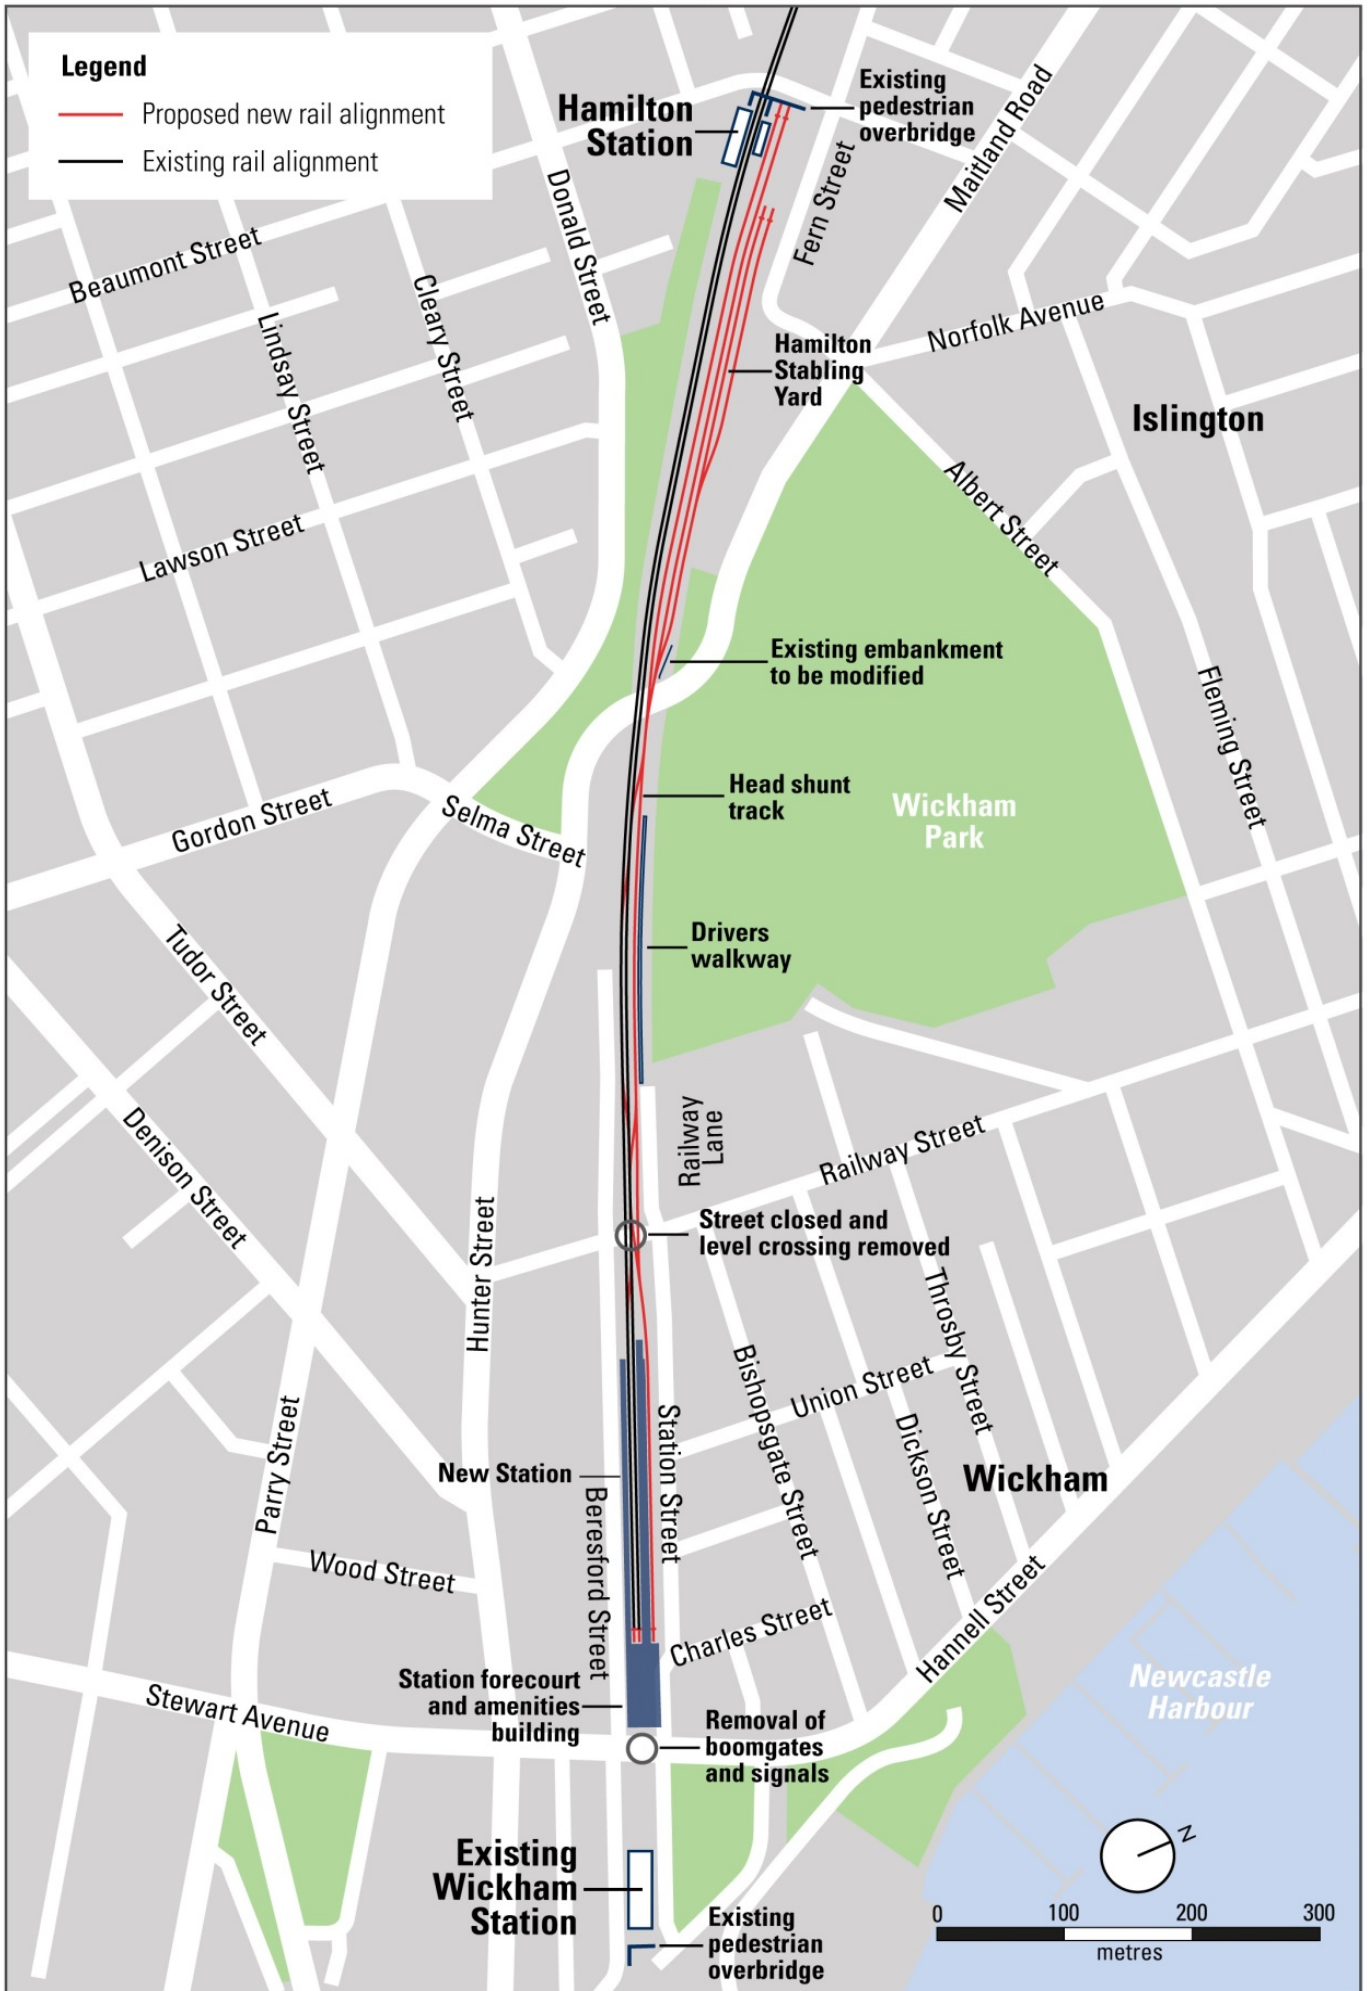 Legend
Proposed new rail alignment
Existing rail alignment
Hamilton
Station
Existing
pedestrian
overbridge
Maitland Road
Fern Street
Donald Street
Beaumont Street
Cleary Street
Lindsay Street
Norfolk Avenue
Hamilton
Stabling
Yard
Islington
Albert Street
Lawson Street
Existing embankment
to be modified
Fleming Street
Head shunt
track
Wickham
Park
Gordon Street
Selma Street
Drivers
walkway
Tudor Street
Denison Street
Railway
Lane
Railway Street
Street closed and
level crossing removed
Hunter Street
Throsby Street
Bishopsgate Street
Union Street
Parry Street
Station Street
Dickson Street
Wickham
New Station
Beresford Street
Wood Street
Hannell Street
Charles Street
Station forecourt
and amenities
building
Stewart Avenue
Newcastle
Harbour
Removal of
boomgates
and signals
N
Existing
Wickham
Station
Existing
pedestrian
overbridge
0 100 200 300
metres